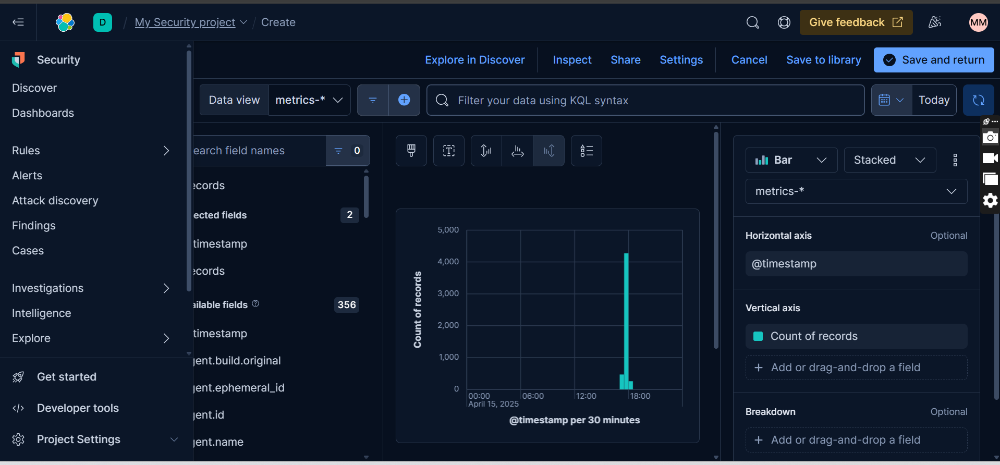 D / My Security project / Create
Give feedback
MM
Security
Discover
Dashboards
Rules
Alerts
Attack discovery
Findings
Cases
Investigations
Intelligence
Explore
Get started
Developer tools
Project Settings
Explore in Discover Inspect Share Settings Cancel Save to library Save and return
Data view metrics-* Filter your data using KQL syntax Today
earch field names 0
ecords
ected fields 2
timestamp
ecords
ailable fields 356
timestamp
gent.build.original
gent.ephemeral_id
gent.id
gent.name
Count of records
5,000
4,000
3,000
2,000
1,000
0
00:00 06:00 12:00 18:00
April 15, 2025
@timestamp per 30 minutes
Bar Stacked
metrics-*
Horizontal axis Optional
@timestamp
Vertical axis
Count of records
+ Add or drag-and-drop a field
Breakdown Optional
+ Add or drag-and-drop a field